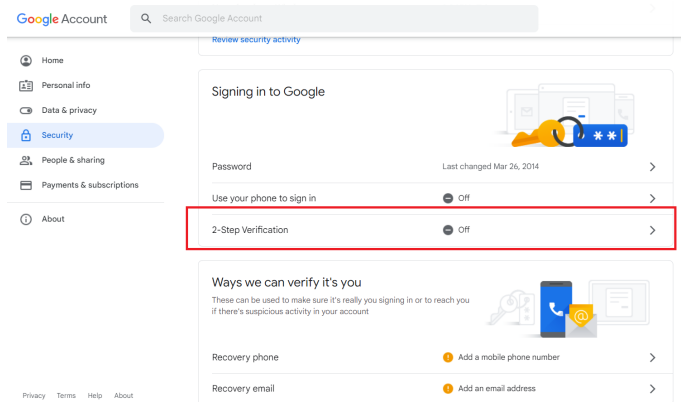 Google Account
Search Google Account
Review security activity
Home
Personal info
Data & privacy
Security
People & sharing
Payments & subscriptions
About
Signing in to Google
**
Password Last changed Mar 26, 2014
Use your phone to sign in Off
2-Step Verification Off
Ways we can verify it's you
These can be used to make sure it's really you signing in or to reach you
if there's suspicious activity in your account
@
Recovery phone ! Add a mobile phone number
Recovery email ! Add an email address
Privacy Terms Help About